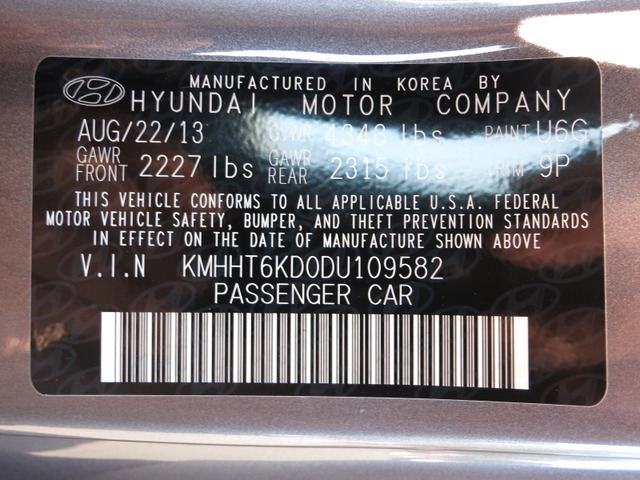 MANUFACTURED IN KOREA BY
HYUNDAI MOTOR COMPANY
AUG/22/13 GVWR 4348 lbs PAINT U6G
GAWR FRONT 2227 lbs GAWR REAR 2315 lbs TRIM 9P
THIS VEHICLE CONFORMS TO ALL APPLICABLE U.S.A. FEDERAL
MOTOR VEHICLE SAFETY, BUMPER, AND THEFT PREVENTION STANDARDS
IN EFFECT ON THE DATE OF MANUFACTURE SHOWN ABOVE
V.I.N KMHHT6KD0DU109582
PASSENGER CAR